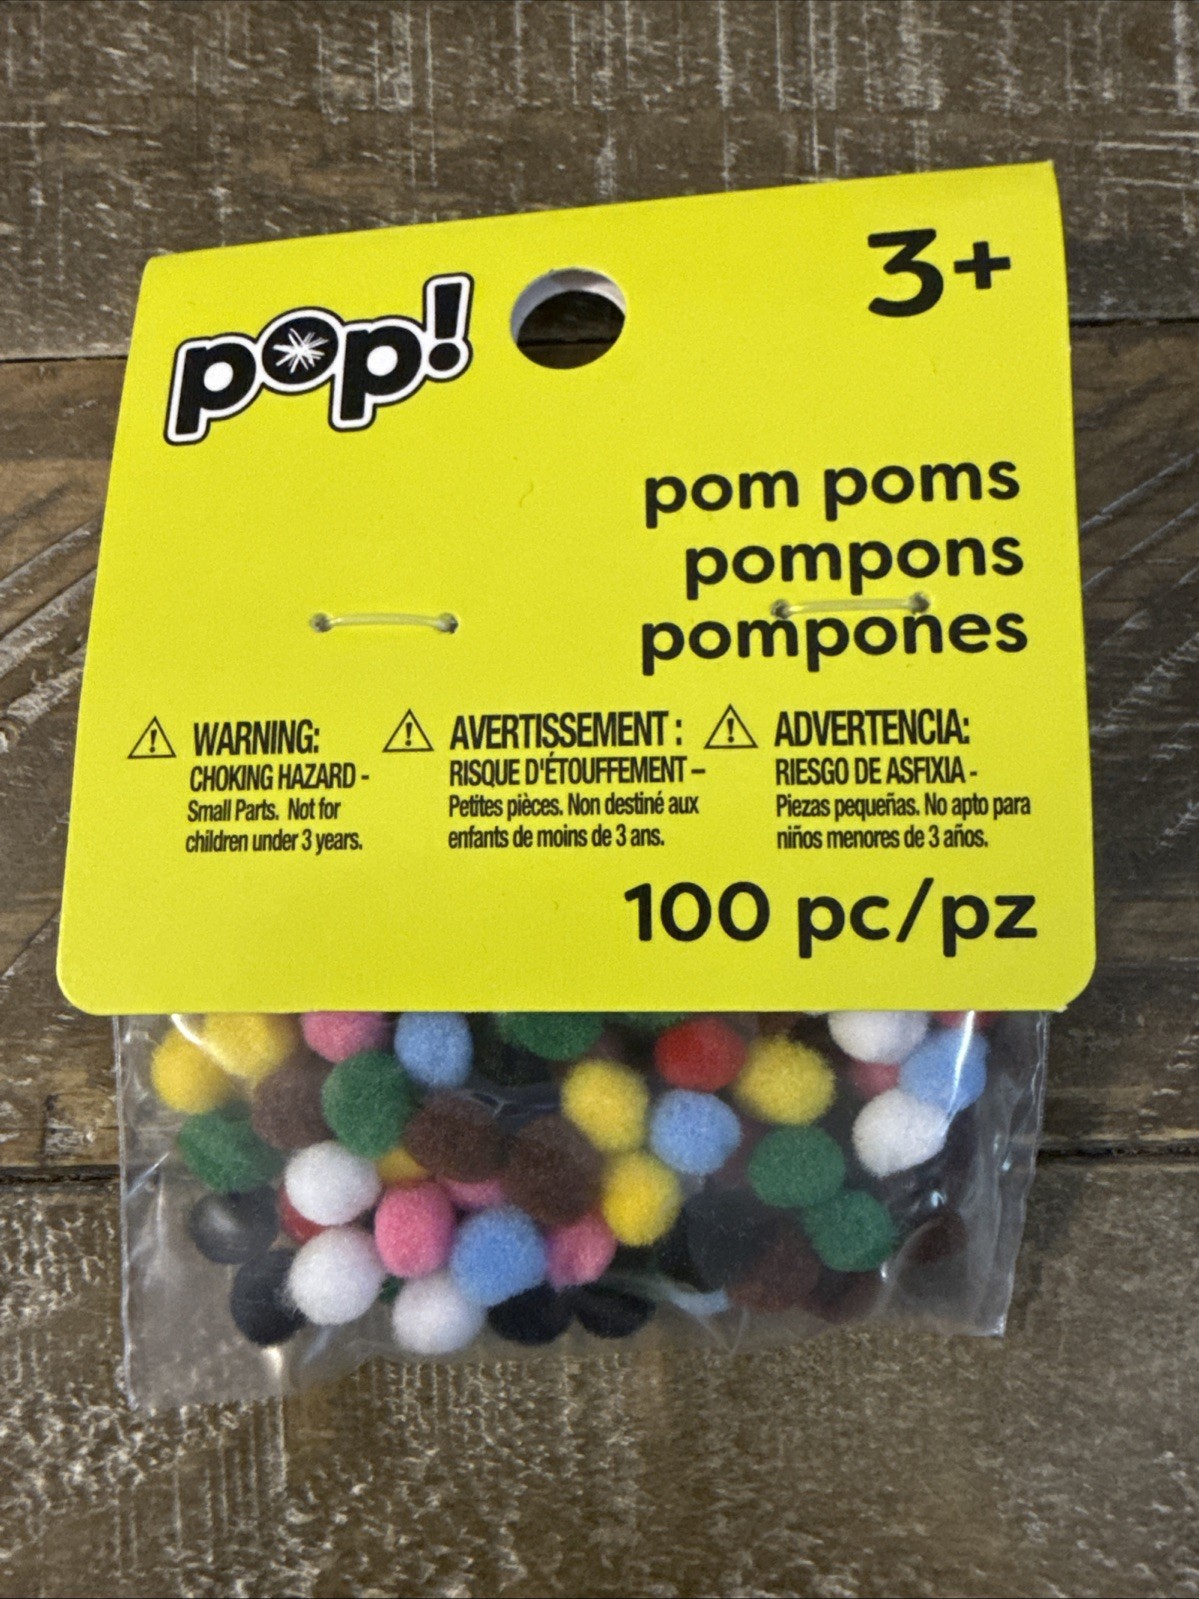 pop!
3+
pom poms
pompons
pompones
WARNING:
CHOKING HAZARD -
Small Parts. Not for
children under 3 years.
AVERTISSEMENT :
RISQUE D'ÉTOUFFEMENT –
Petites pièces. Non destiné aux
enfants de moins de 3 ans.
ADVERTENCIA:
RIESGO DE ASFIXIA -
Piezas pequeñas. No apto para
niños menores de 3 años.
100 pc/pz